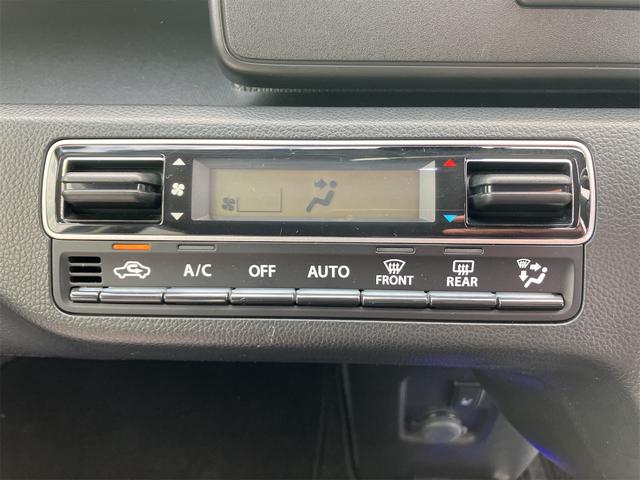 A/C OFF AUTO FRONT REAR